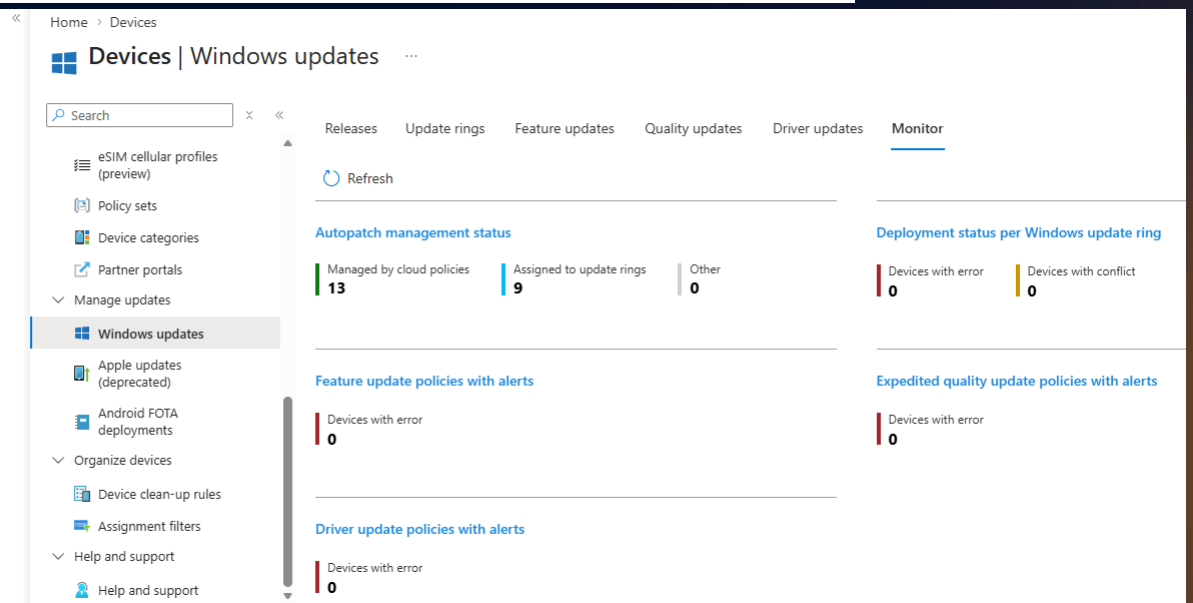 Home > Devices
Devices | Windows updates ...
Search
eSIM cellular profiles
(preview)
Policy sets
Device categories
Partner portals
Manage updates
Windows updates
Apple updates
(deprecated)
Android FOTA
deployments
Organize devices
Device clean-up rules
Assignment filters
Help and support
Help and support
Releases Update rings Feature updates Quality updates Driver updates Monitor
Refresh
Autopatch management status
Managed by cloud policies
13
Assigned to update rings
9
Other
0
Deployment status per Windows update ring
Devices with error
0
Devices with conflict
0
Feature update policies with alerts
Devices with error
0
Expedited quality update policies with alerts
Devices with error
0
Driver update policies with alerts
Devices with error
0